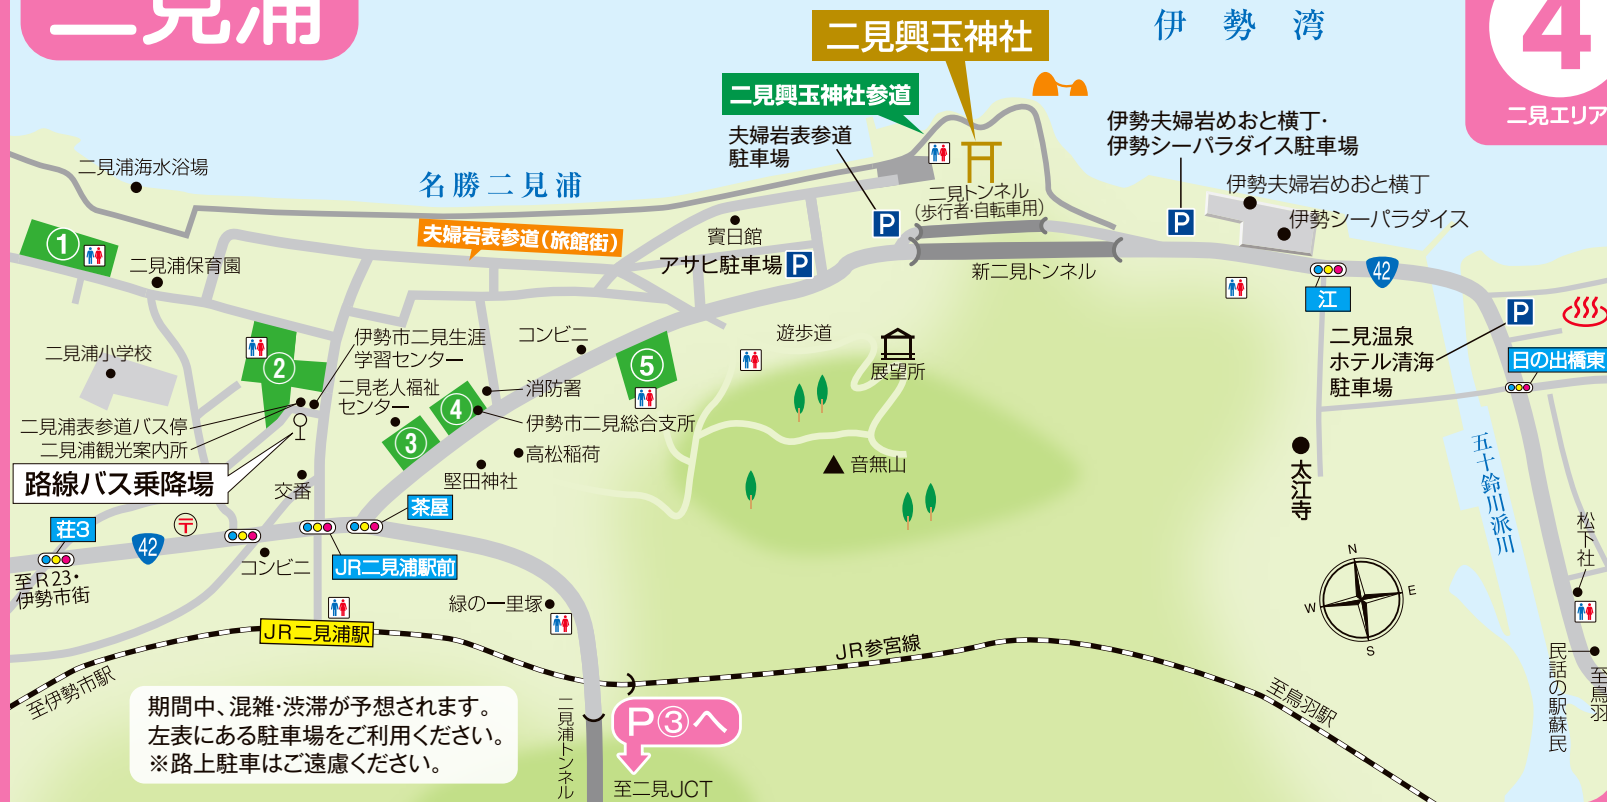 二見浦
4
二見エリア
伊勢湾
二見興玉神社
二見興玉神社参道
夫婦岩表参道
駐車場
伊勢夫婦岩めおと横丁・
伊勢シーパラダイス駐車場
伊勢夫婦岩めおと横丁
伊勢シーパラダイス
二見浦海水浴場
名勝二見浦
二見トンネル
(歩行者・自転車用)
P
P
1
夫婦岩表参道(旅館街)
賓日館
アサヒ駐車場
P
新二見トンネル
二見浦保育園
江
42
P
二見温泉
ホテル清海
駐車場
日の出橋東
二見浦小学校
2
伊勢市二見生涯
学習センター
コンビニ
遊歩道
展望所
5
二見老人福祉
センター
消防署
4
伊勢市二見総合支所
3
二見浦表参道バス停
二見浦観光案内所
路線バス乗降場
高松稲荷
堅田神社
音無山
太江寺
五十鈴川派川
交番
茶屋
荘3
〒
42
JR二見浦駅前
コンビニ
至R23・
伊勢市街
緑の一里塚
N
E
W
S
松下社
JR二見浦駅
JR参宮線
至伊勢市駅
至鳥羽駅
民話の駅蘇民
至鳥羽
期間中、混雑・渋滞が予想されます。
左表にある駐車場をご利用ください。
※路上駐車はご遠慮ください。
二見浦トンネル
P③へ
至二見JCT